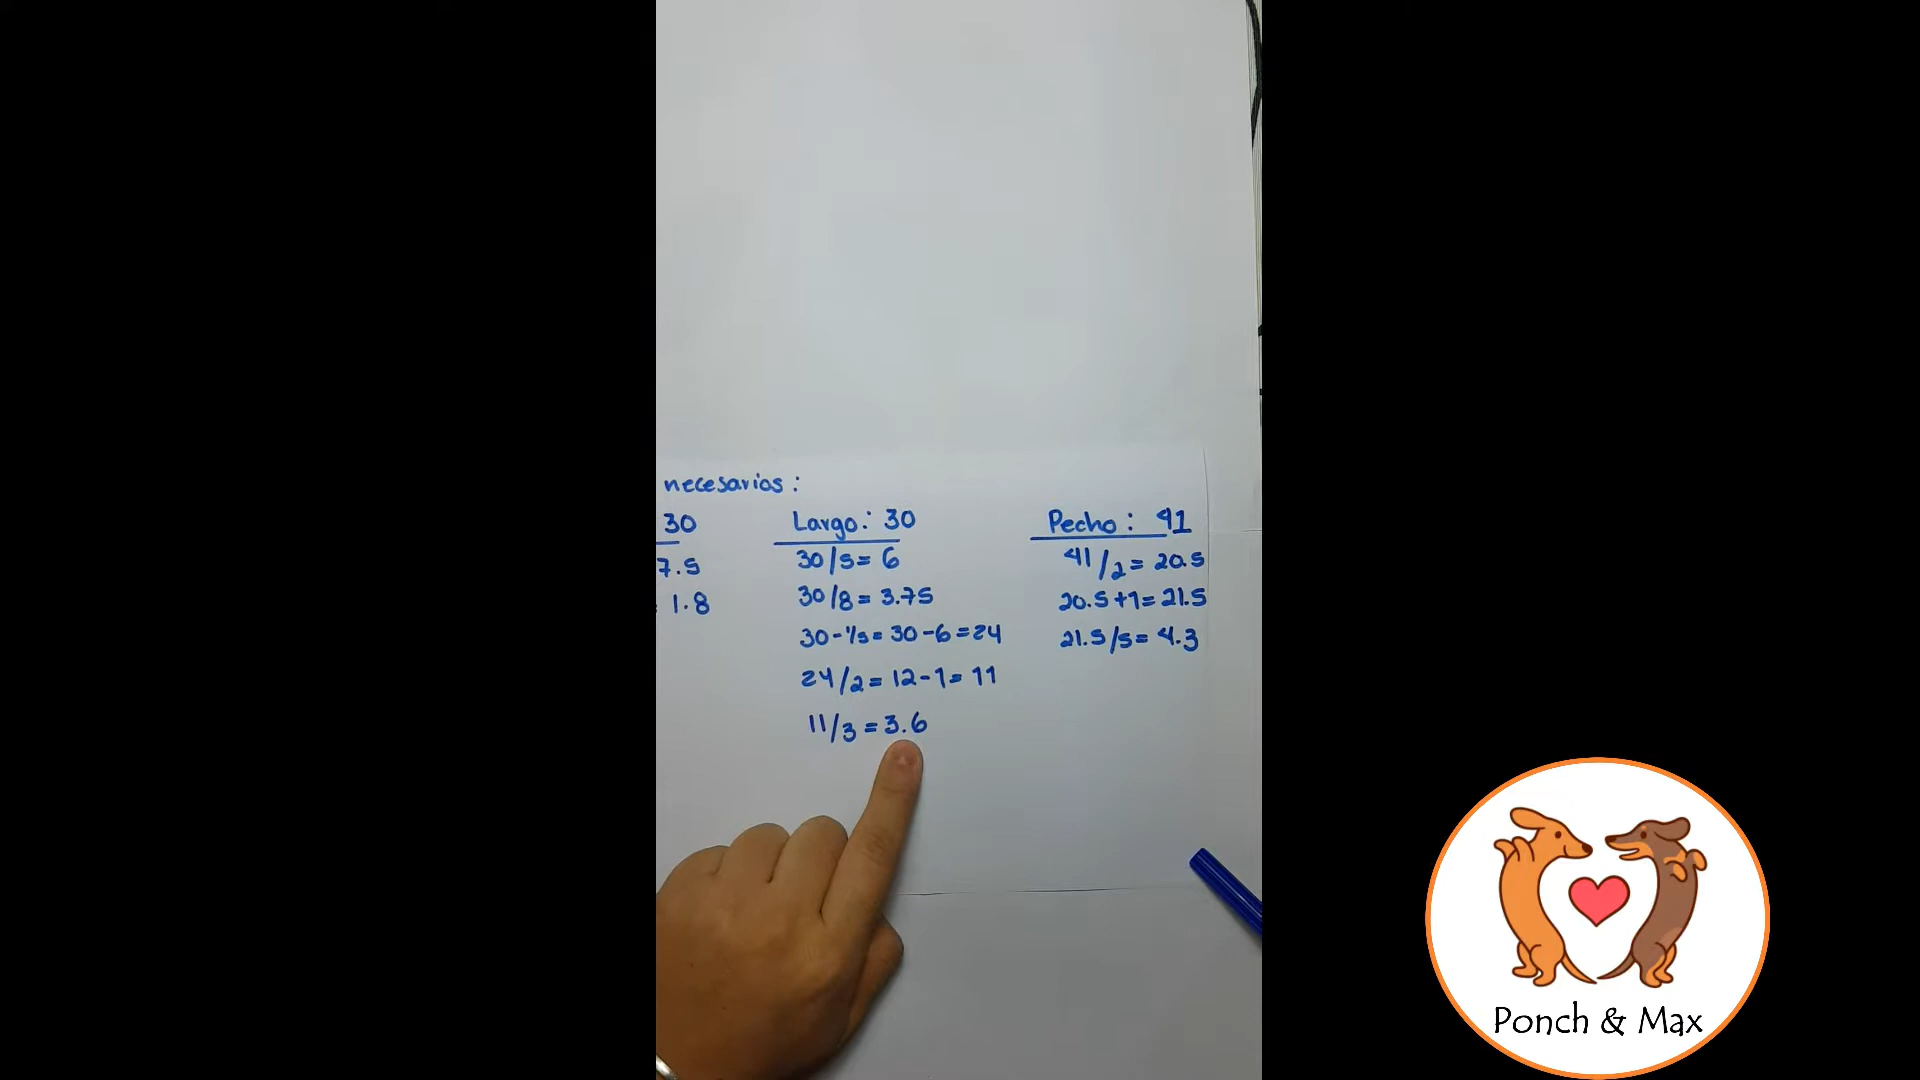 necesarios:
30
7.5
= 1.8
Largo: 30
30/5= 6
30/8= 3.75
30-1/5= 30-6=24
24/2= 12-1= 11
11/3=3.6
Pecho: 41
41/2= 20.5
20.5+1=21.5
21.5/5= 4.3
Ponch & Max